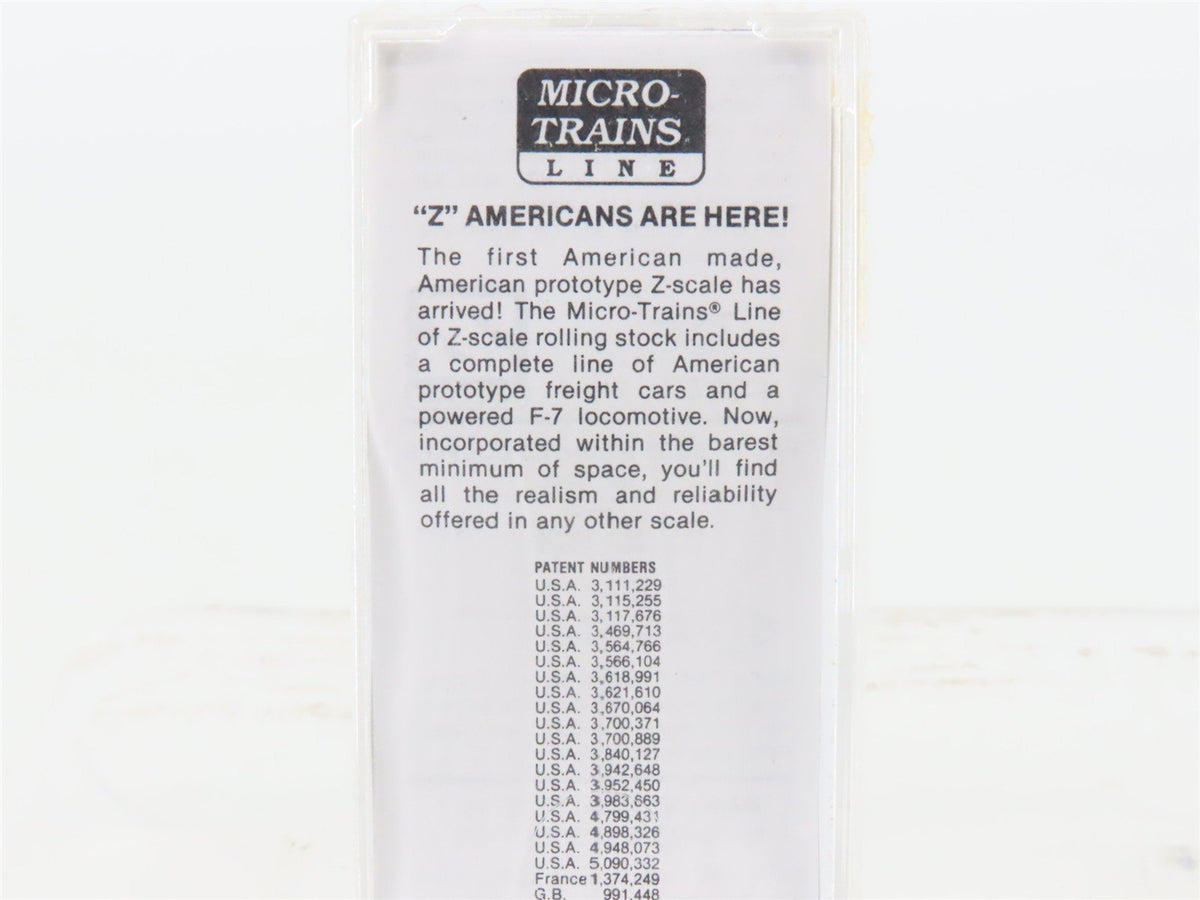 MICRO-
TRAINS
LINE
“Z” AMERICANS ARE HERE!
The first American made,
American prototype Z-scale has
arrived! The Micro-Trains® Line
of Z-scale rolling stock includes
a complete line of American
prototype freight cars and a
powered F-7 locomotive. Now,
incorporated within the barest
minimum of space, you'll find
all the realism and reliability
offered in any other scale.
PATENT NUMBERS
U.S.A. 3,111,229
U.S.A. 3,115,255
U.S.A. 3,117,676
U.S.A. 3,469,713
U.S.A. 3,564,766
U.S.A. 3,566,104
U.S.A. 3,618,991
U.S.A. 3,621,610
U.S.A. 3,670,064
U.S.A. 3,700,371
U.S.A. 3,700,889
U.S.A. 3,840,127
U.S.A. 3,942,648
U.S.A. 3,952,450
U.S.A. 3,983,663
U.S.A. 4,799,431
U.S.A. 4,898,326
U.S.A. 4,948,073
U.S.A. 5,090,332
France 1,374,249
G.B. 991,448